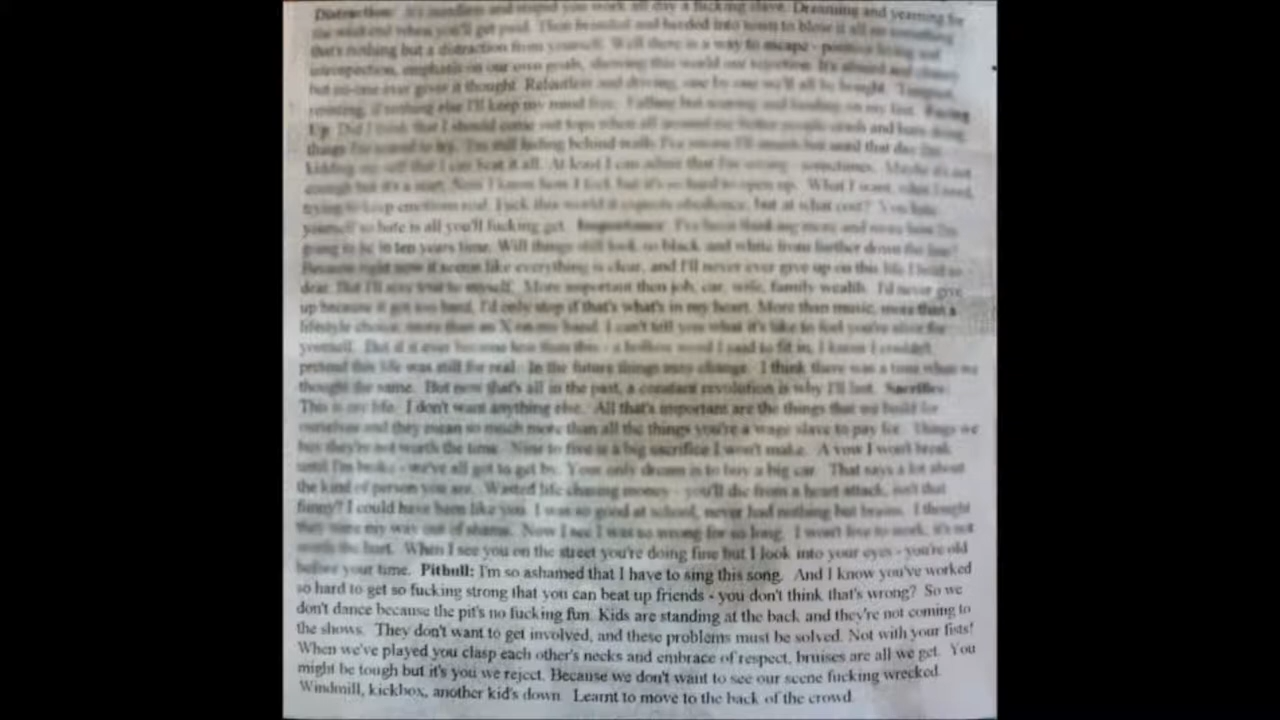 Distraction: It's mindless and stupid you work all day a fucking slave. Dreaming and yearning for
the when you'll get paid. Then branded and herded into town to blow it all on something
that's nothing but a distraction from yourself. Well there is a way to escape - positive living and
introspection, emphasis on our own goals, showing this world our rejection. It's absurd and
but no-one ever gives it thought. Relentless and driving, one by one we'll all be bought.
resisting, if nothing else I'll keep my mind free. Falling but and landing on my feet. Facing
Up: Did I think that I should come out tops when all around me better people crash and burn doing
things I'm scared to try. I'm still hiding behind walls I've sworn I'll smash but until that day I'm
kidding my self that I can beat it all. At least I can admit that I'm wrong - sometimes. Maybe it's not
enough but it's a start. Now I know how I feel but it's so hard to open up. What I want, what I need,
trying to keep emotions real. Fuck this world it expects obedience, but at what cost? You hate
yourself so hate is all you'll fucking get. Importance: I've been thinking more and more how I'm
going to be in ten years time. Will things still look so black and white from further down the line?
Because right now it seems like everything is clear, and I'll never ever give up on this life I hold so
dear. But I'll stay true to myself. More important then job, car, wife, family wealth. I'd never give
up because it got too hard, I'd only stop if that's what's in my heart. More than music, more than a
lifestyle choice, more than an X on my hand. I can't tell you what it's like to feel you're alive for
yourself. But if it ever became less than this - a hollow word I said to fit in, I know I couldn't
pretend this life was still for real. In the future things may change. I think there was a time when we
thought the same. But now that's all in the past, a constant revolution is why I'll last. Sacrifice:
This is my life. I don't want anything else. All that's important are the things that we build for
ourselves and they mean so much more than all the things you're a wage slave to pay for. Things we
buy they're not worth the time. Nine to five is a big sacrifice I won't make. A vow I won't break
until I'm broke - we've all got to get by. Your only dream is to buy a big car. That says a lot about
the kind of person you are. Wasted life chasing money - you'll die from a heart attack, isn't that
funny? I could have been like you. I was so good at school, never had nothing but brains. I thought
they were my way out of shame. Now I see I was so wrong for so long. I won't live to work, it's not
worth the hurt. When I see you on the street you're doing fine but I look into your eyes - you're old
before your time. Pitbull: I'm so ashamed that I have to sing this song. And I know you've worked
so hard to get so fucking strong that you can beat up friends - you don't think that's wrong? So we
don't dance because the pit's no fucking fun. Kids are standing at the back and they're not coming to
the shows. They don't want to get involved, and these problems must be solved. Not with your fists!
When we've played you clasp each other's necks and embrace of respect, bruises are all we get. You
might be tough but it's you we reject. Because we don't want to see our scene fucking wrecked.
Windmill, kickbox, another kid's down. Learnt to move to the back of the crowd.